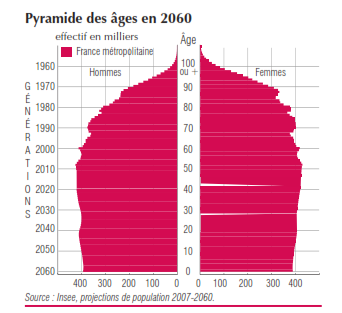 Pyramide des âges en 2060
effectif en milliers
Âge
France métropolitaine
Hommes
Femmes
GÉNÉRATIONS
1960
1970
1980
1990
2000
2010
2020
2030
2040
2050
2060
100
ou +
90
80
70
60
50
40
30
20
10
0
400 300 200 100 0
0 100 200 300 400
Source : Insee, projections de population 2007-2060.